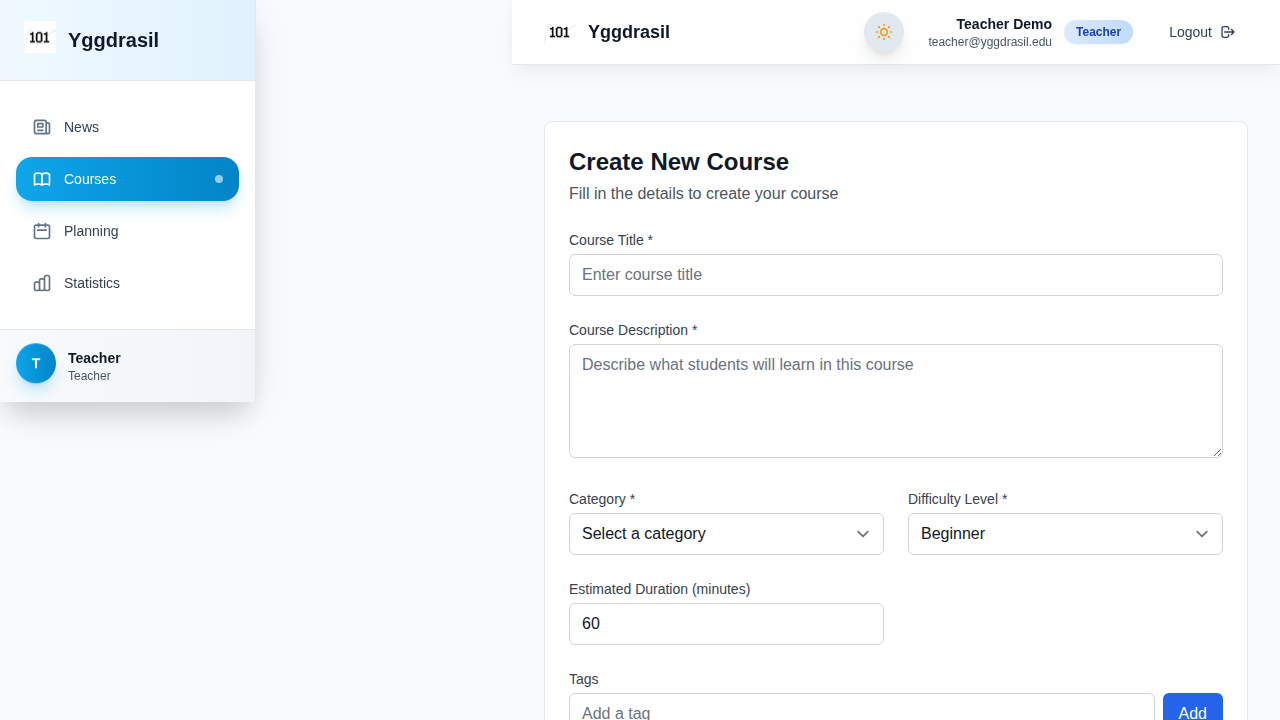 101 Yggdrasil
News
Courses
Planning
Statistics
T
Teacher
Teacher
101 Yggdrasil
Teacher Demo
teacher@yggdrasil.edu
Teacher
Logout
Create New Course
Fill in the details to create your course
Course Title *
Enter course title
Course Description *
Describe what students will learn in this course
Category *
Select a category
Difficulty Level *
Beginner
Estimated Duration (minutes)
60
Tags
Add a tag
Add